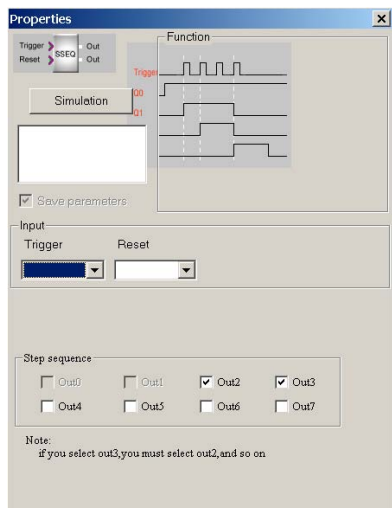 Properties
Trigger SSEQ Out
Reset Out
Function
Trigger
Q0
Q1
Simulation
Save parameters
Input
Trigger Reset
Step sequence
Out0 Out1 Out2 Out3
Out4 Out5 Out6 Out7
Note:
if you select out3,you must select out2,and so on